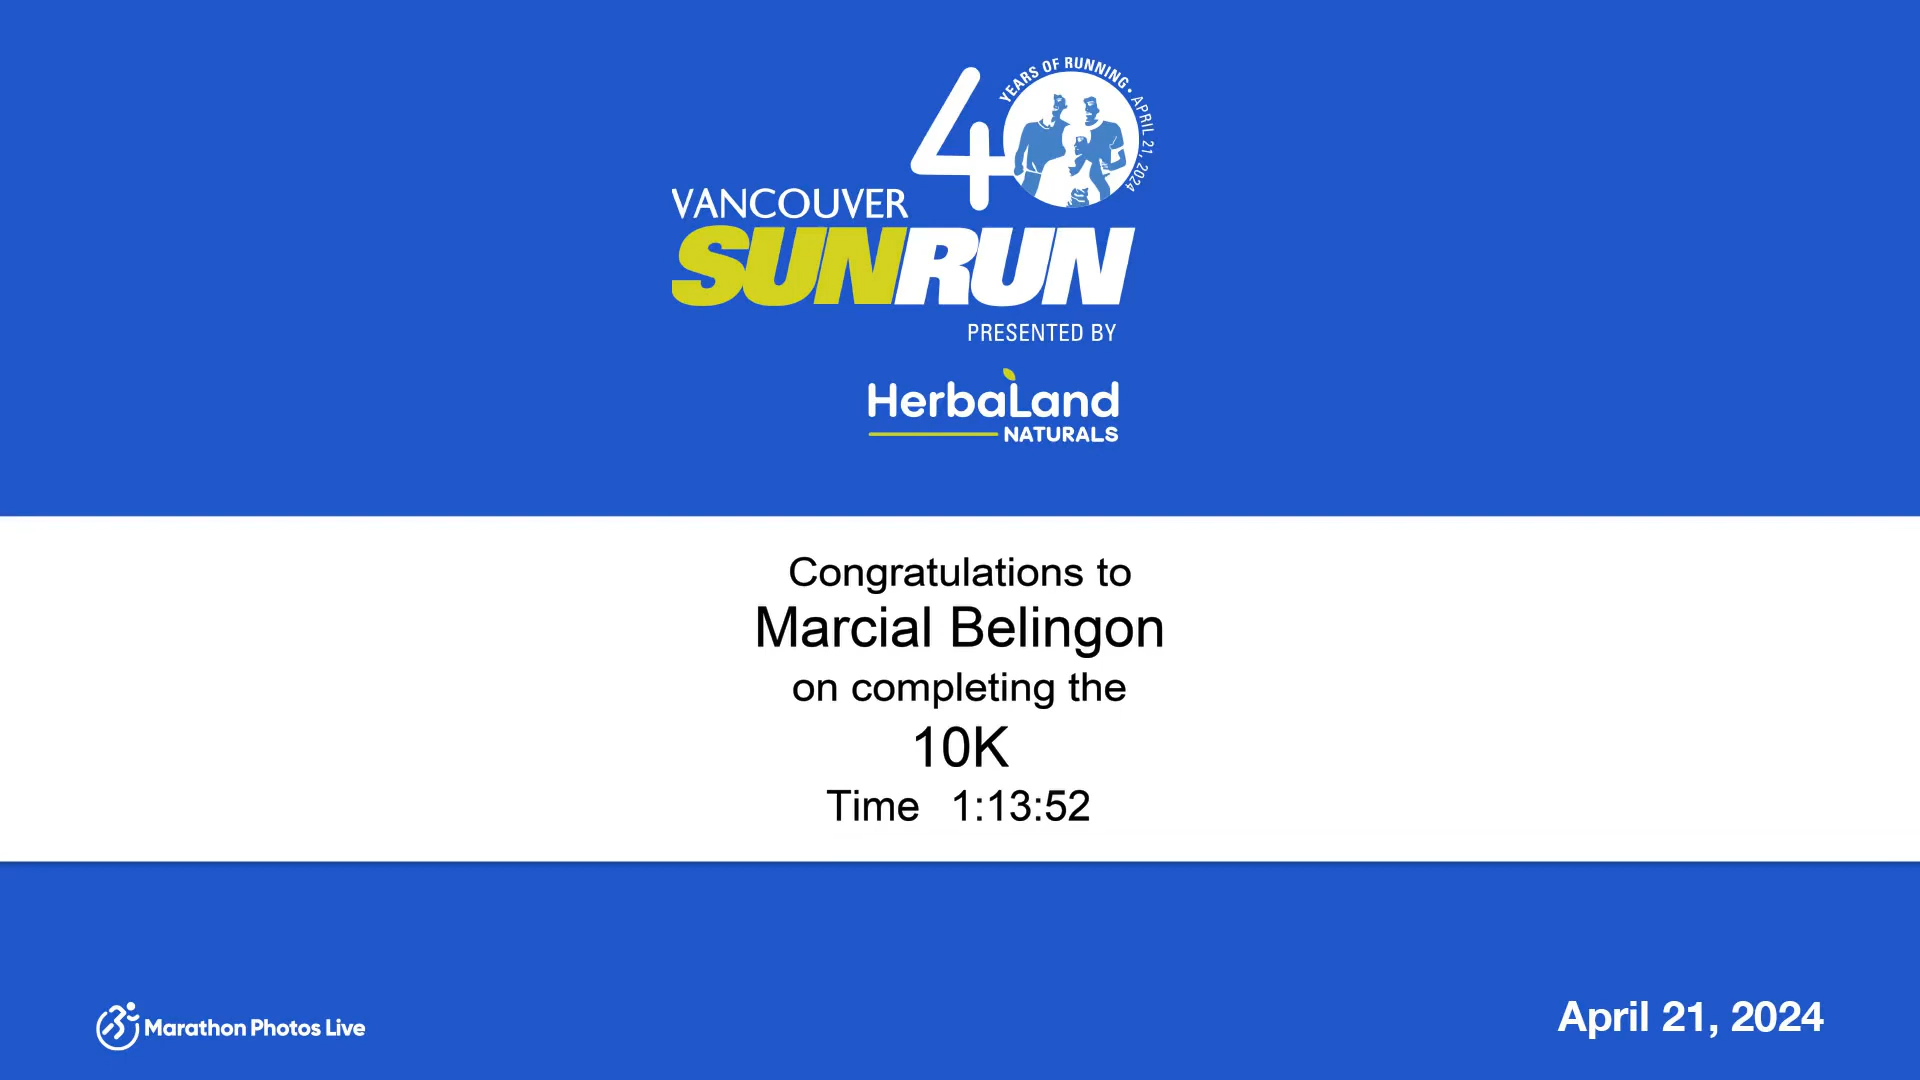 40
YEARS OF RUNNING • APRIL 21, 2024
VANCOUVER
SUNRUN
PRESENTED BY
HerbaLand
NATURALS
Congratulations to
Marcial Belingon
on completing the
10K
Time 1:13:52
Marathon Photos Live
April 21, 2024